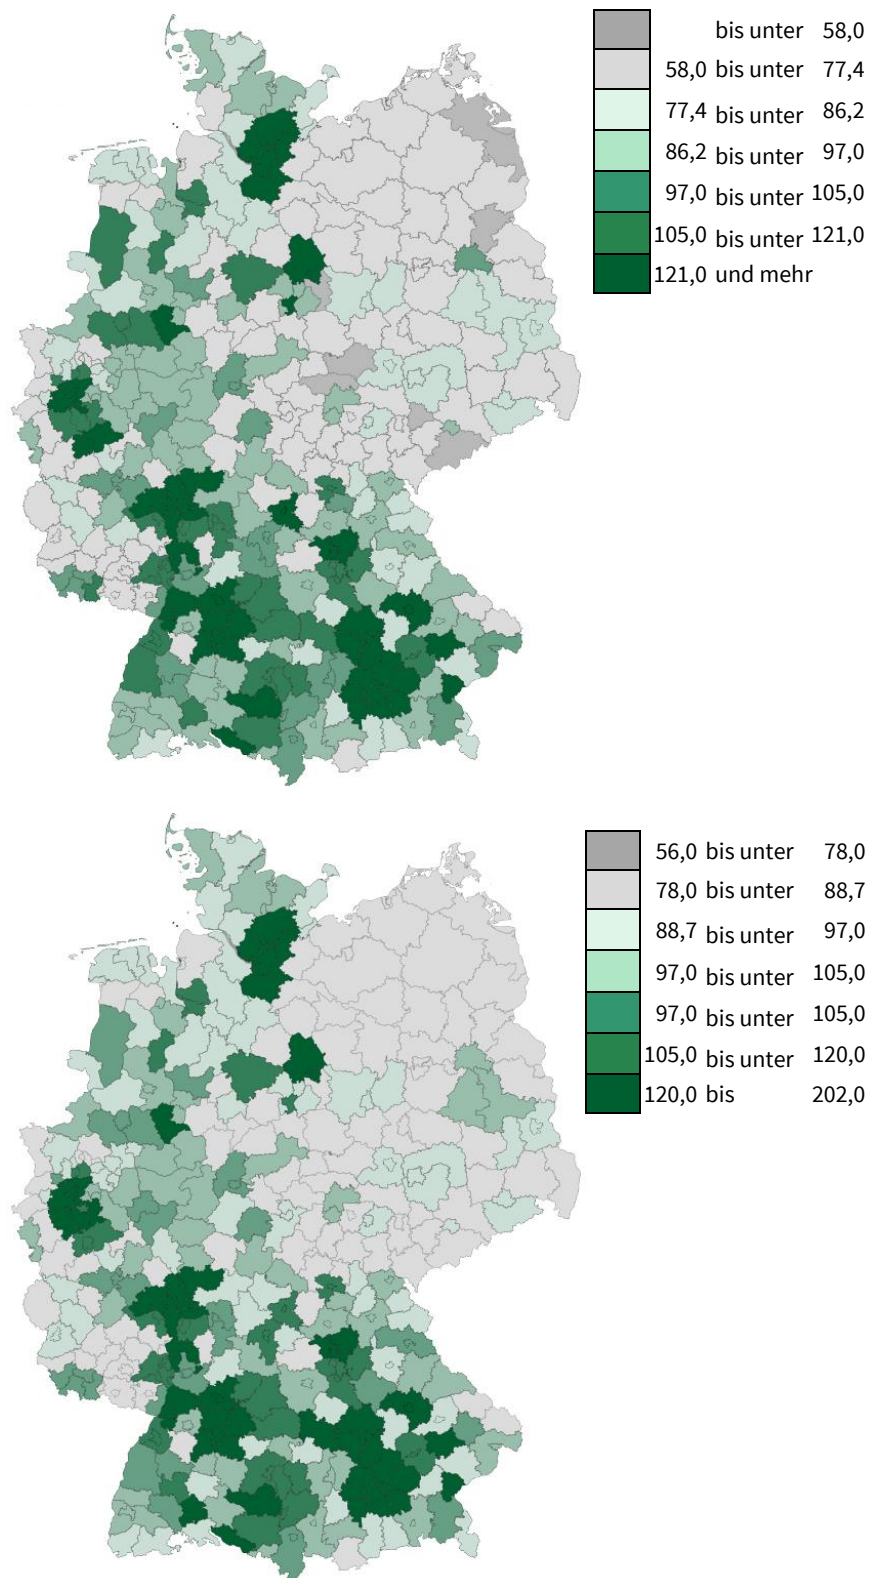 bis unter 58,0
58,0 bis unter 77,4
77,4 bis unter 86,2
86,2 bis unter 97,0
97,0 bis unter 105,0
105,0 bis unter 121,0
121,0 und mehr
56,0 bis unter 78,0
78,0 bis unter 88,7
88,7 bis unter 97,0
97,0 bis unter 105,0
97,0 bis unter 105,0
105,0 bis unter 120,0
120,0 bis 202,0